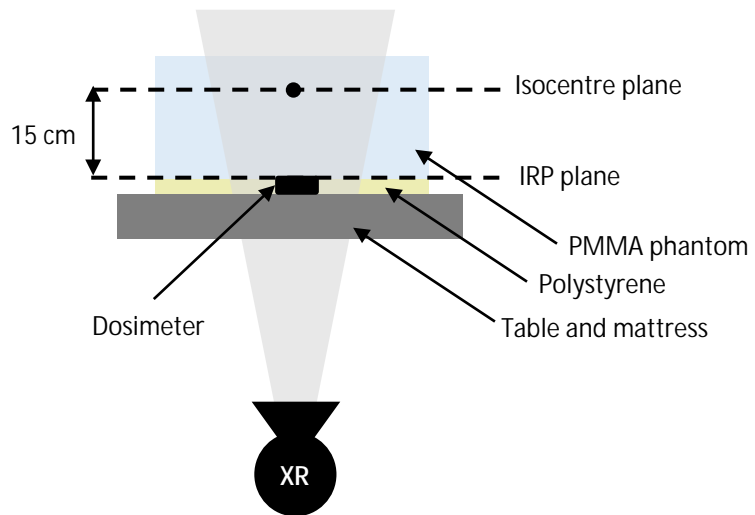 Isocentre plane
15 cm
IRP plane
PMMA phantom
Polystyrene
Dosimeter
Table and mattress
XR